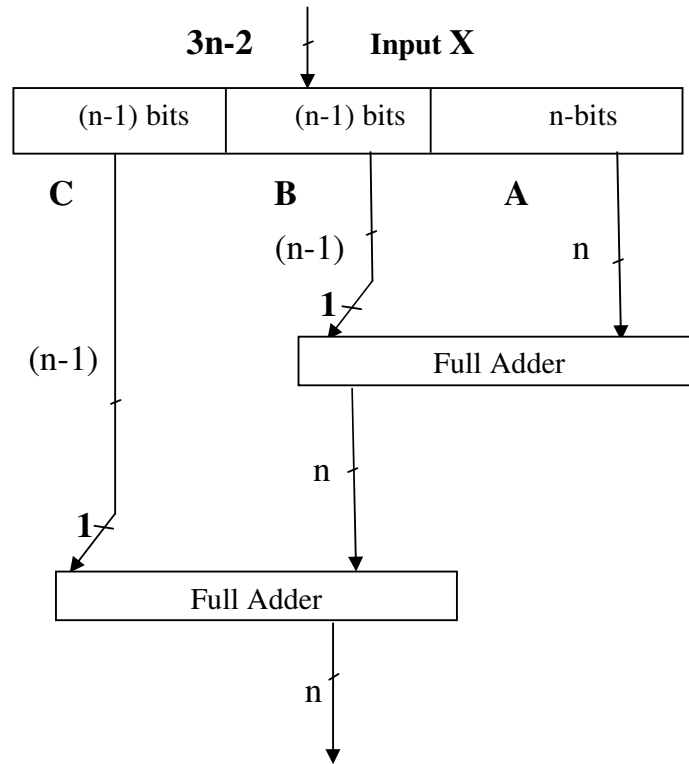 3n-2 Input X
(n-1) bits (n-1) bits n-bits
C B A
(n-1) n
1
(n-1)
Full Adder
n
1
Full Adder
n